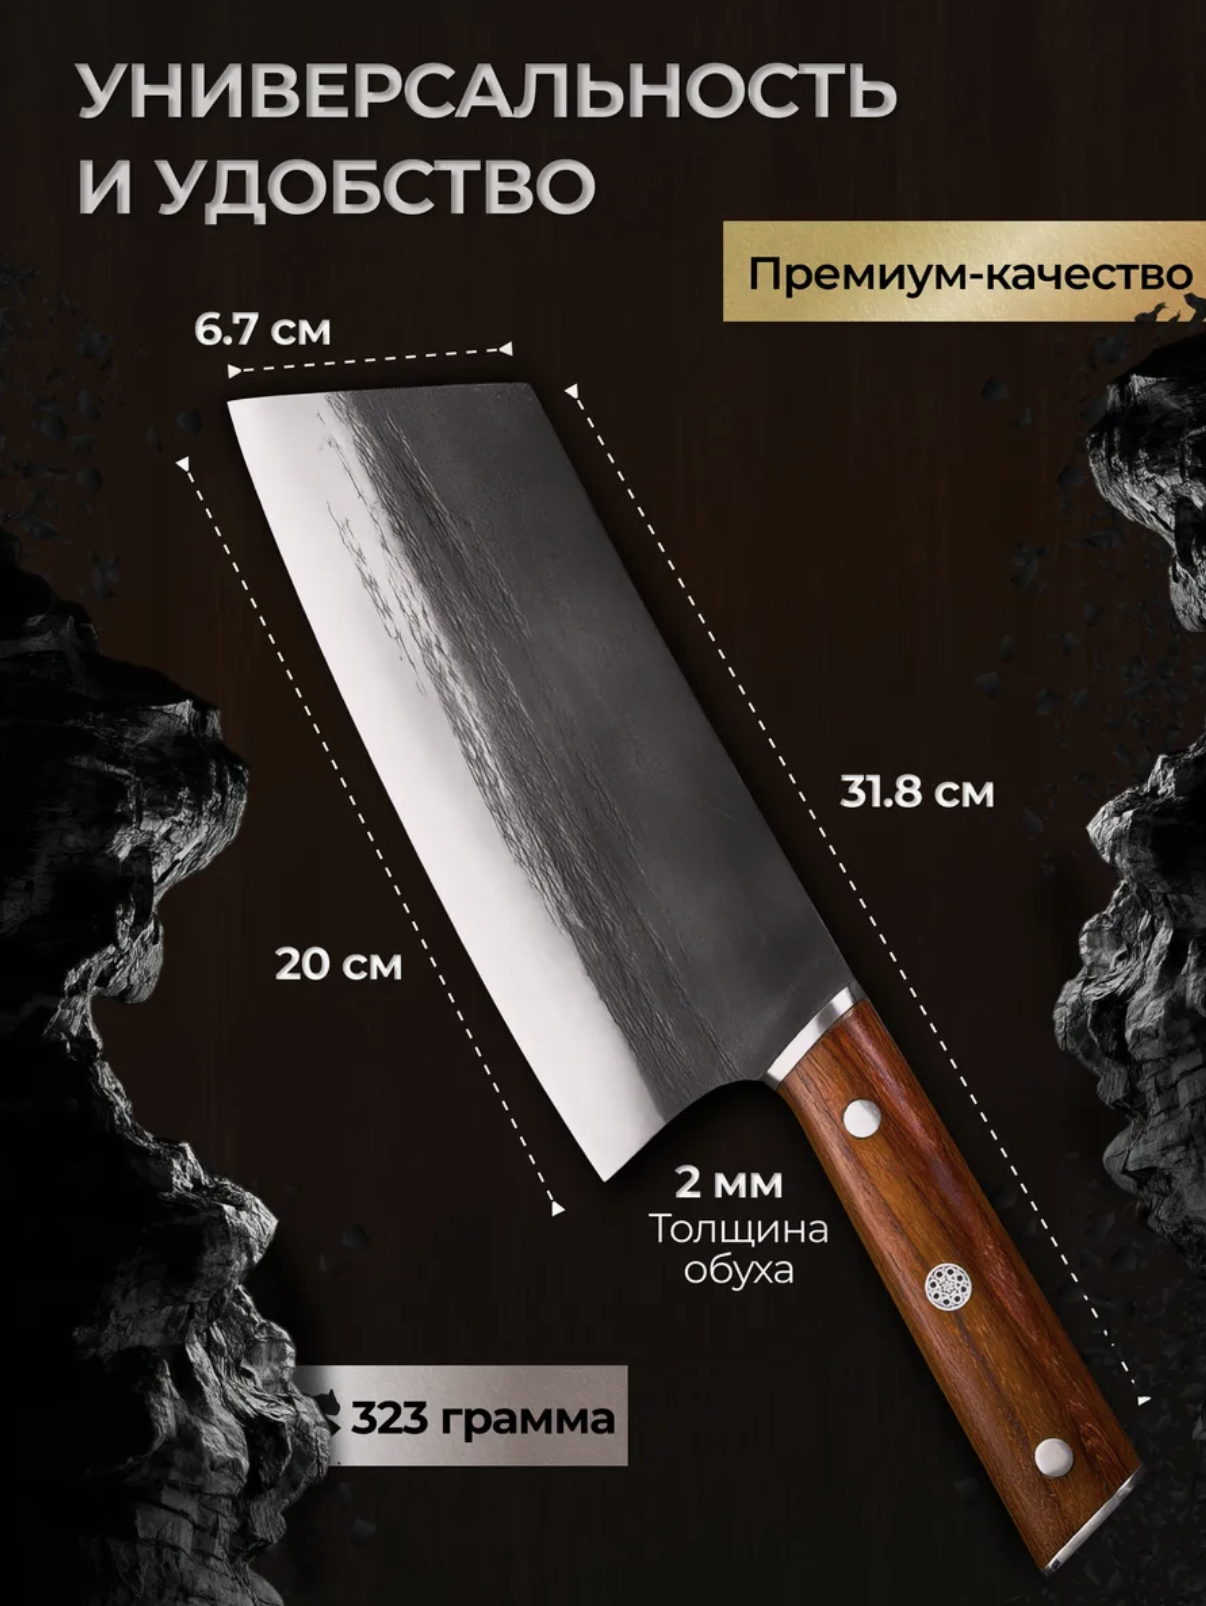 УНИВЕРСАЛЬНОСТЬ
И УДОБСТВО
Премиум-качество
6.7 см
31.8 см
20 см
2 мм
Толщина
обуха
323 грамма